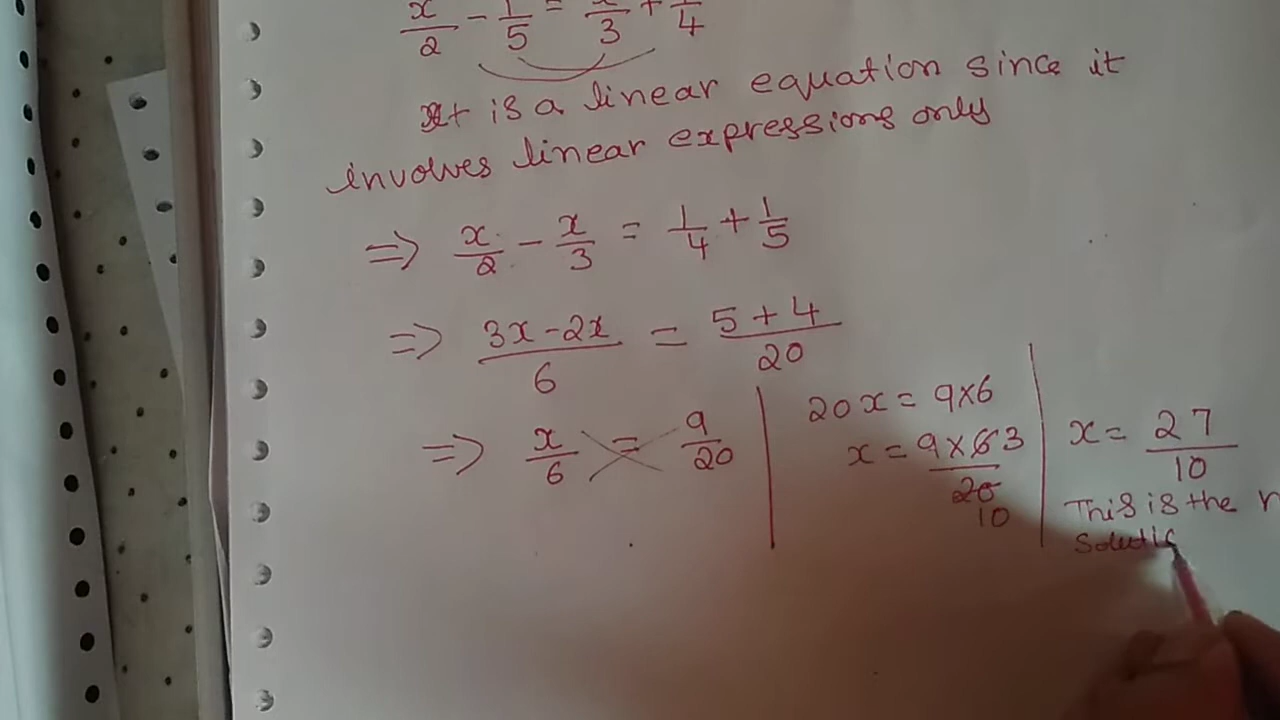 x/2 - 1/5 = x/3 + 1/4
It is a linear equation since it
involves linear expressions only
⇒ x/2 - x/3 = 1/4 + 1/5
⇒ (3x - 2x)/6 = (5 + 4)/20
⇒ x/6 = 9/20
20x = 9×6
x = 9×6 3/20
10
x = 27/10
This is the